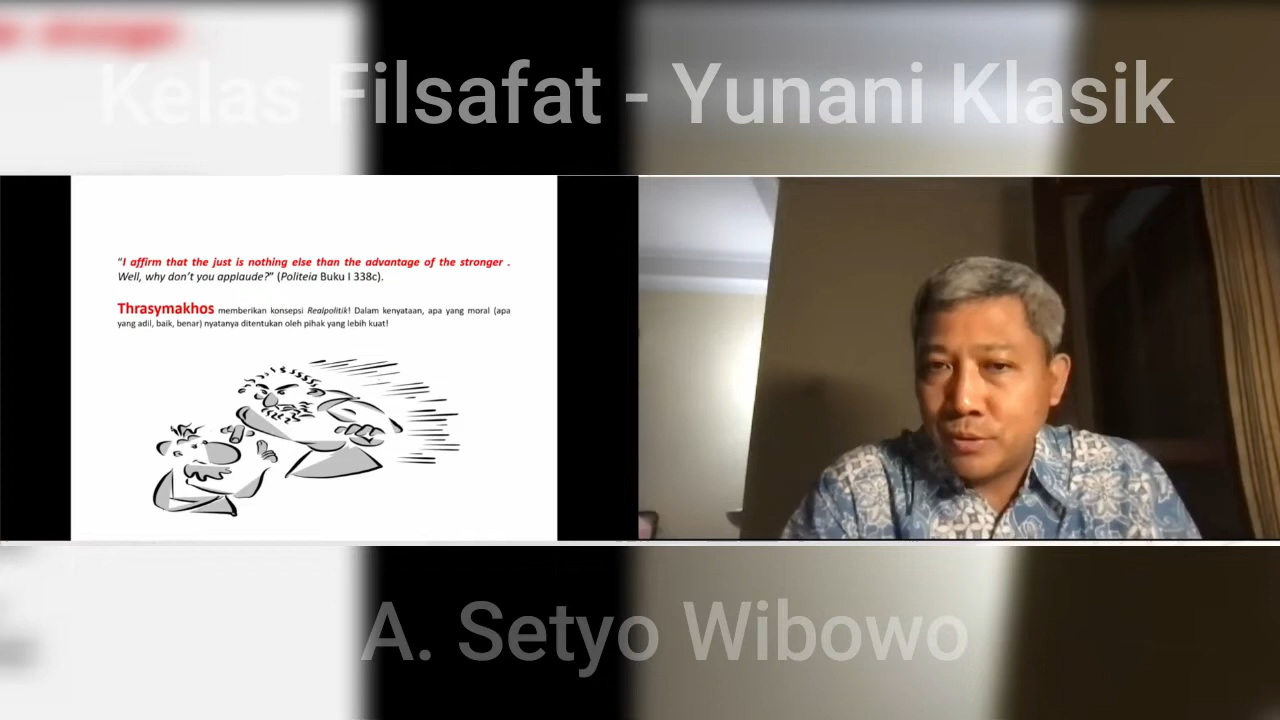 Kelas Filsafat - Yunani Klasik
“I affirm that the just is nothing else than the advantage of the stronger .
Well, why don’t you applaude?” (Politeia Buku I 338c).
Thrasymakhos memberikan konsepsi Realpolitik! Dalam kenyataan, apa yang moral (apa
yang adil, baik, benar) nyatanya ditentukan oleh pihak yang lebih kuat!
A. Setyo Wibowo